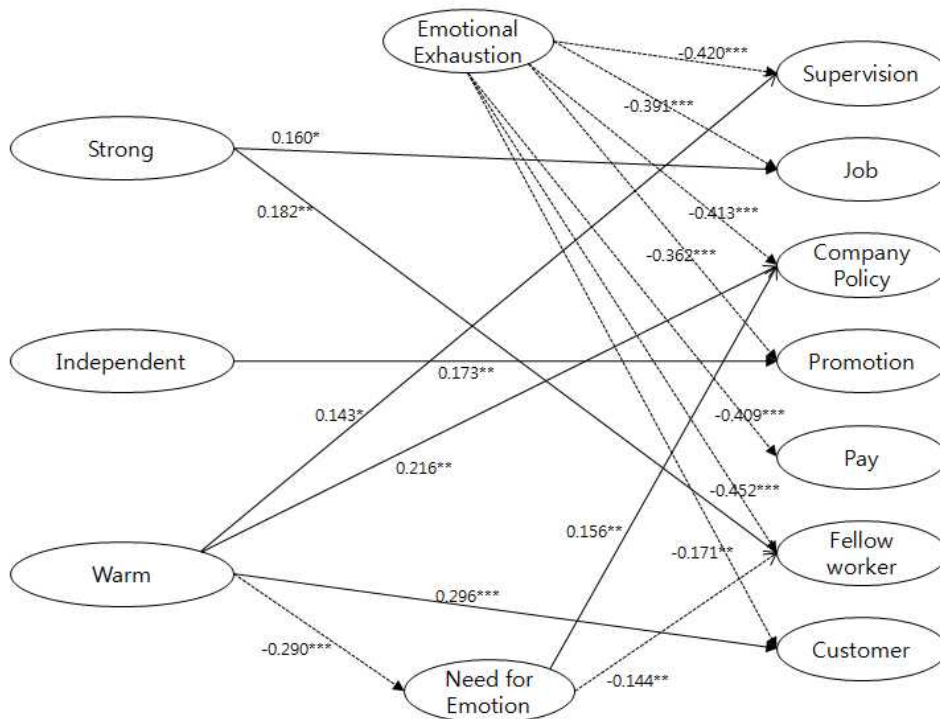 Emotional
Exhaustion
-0.420***
Supervision
-0.391***
Strong
0.160*
Job
0.182**
-0.413***
-0.362***
Company
Policy
Independent
0.173**
Promotion
0.143*
-0.409***
Pay
0.216**
-0.452***
0.156**
-0.171**
Fellow
worker
Warm
0.296***
Customer
-0.290***
Need for
Emotion
-0.144**